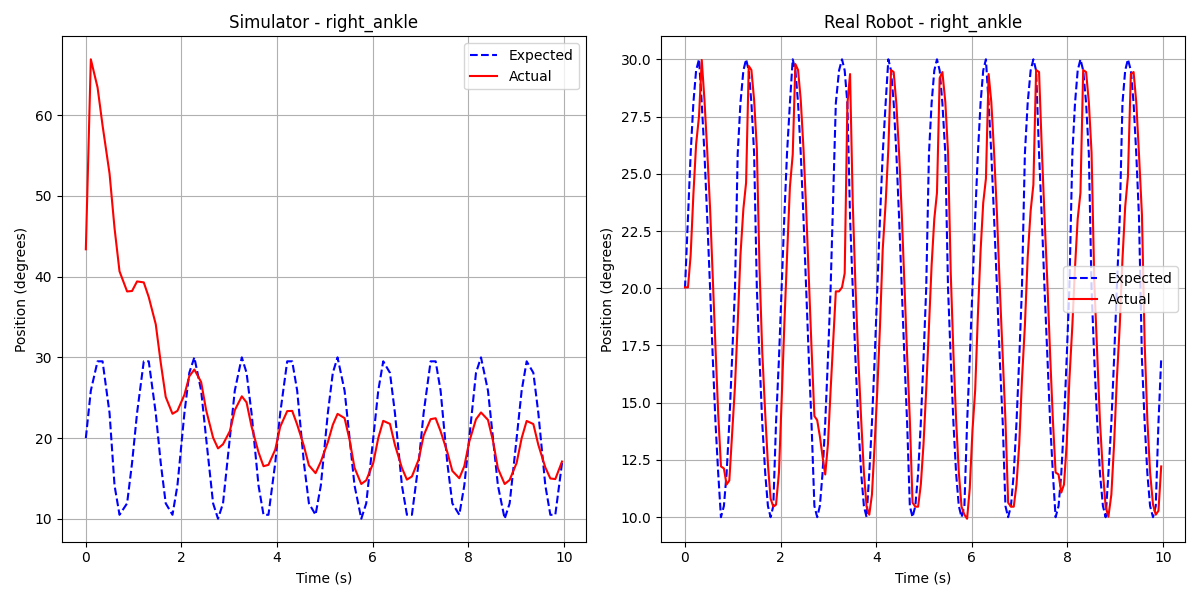 Simulator - right_ankle
Expected
Actual
Position (degrees)
60
50
40
30
20
10
0
2
4
6
8
10
Time (s)
Real Robot - right_ankle
Expected
Actual
Position (degrees)
30.0
27.5
25.0
22.5
20.0
17.5
15.0
12.5
10.0
0
2
4
6
8
10
Time (s)